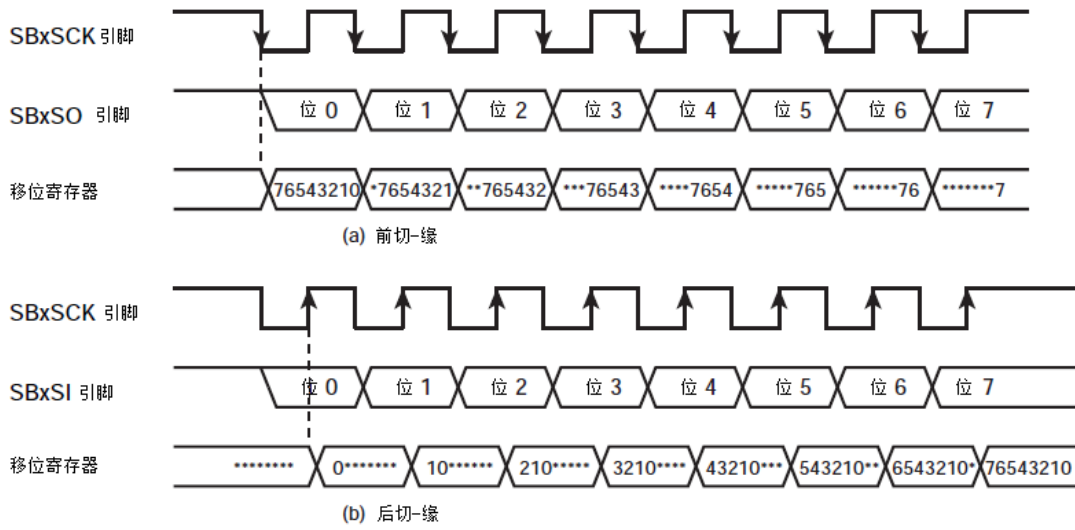 SBxSCK 引脚
SBxSO 引脚
位 0 位 1 位 2 位 3 位 4 位 5 位 6 位 7
移位寄存器
76543210 *7654321 **765432 ***76543 ****7654 *****765 ******76 *******7
(a) 前切-缘
SBxSCK 引脚
SBxSI 引脚
位 0 位 1 位 2 位 3 位 4 位 5 位 6 位 7
移位寄存器
******** 0******* 10****** 210***** 3210**** 43210*** 543210** 6543210* 76543210
(b) 后切-缘